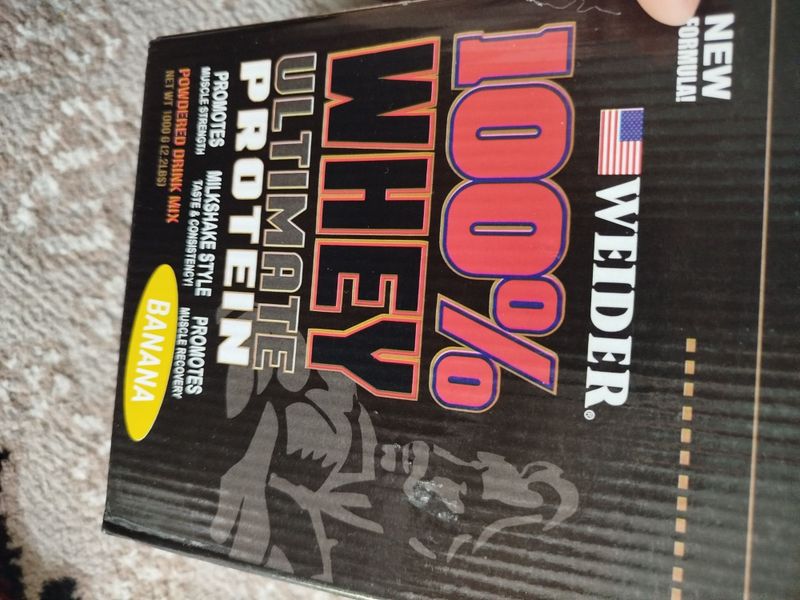 NEW
FORMULA!
WEIDER®
100%
WHEY
ULTIMATE
PROTEIN
PROMOTES
MUSCLE STRENGTH
MILKSHAKE STYLE
TASTE & CONSISTENCY!
PROMOTES
MUSCLE RECOVERY
POWDERED DRINK MIX
NET WT 1000 G (2.2LBS)
BANANA